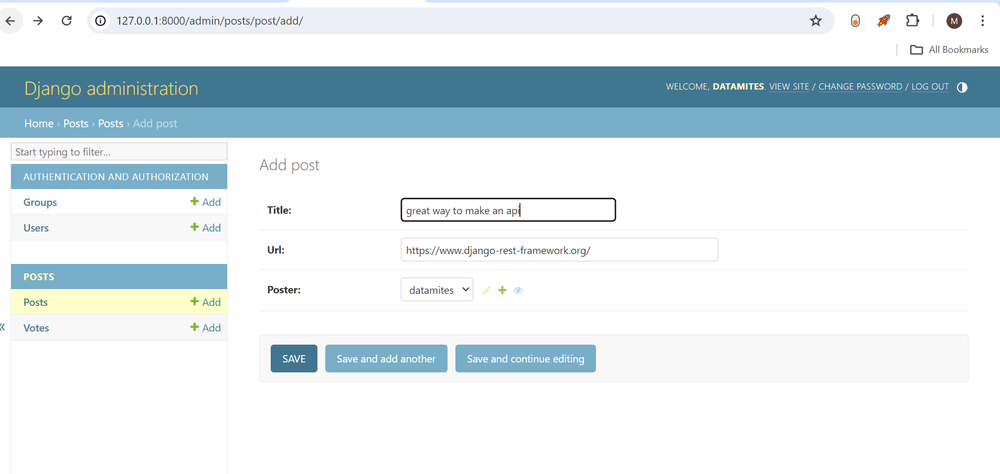 127.0.0.1:8000/admin/posts/post/add/
M
All Bookmarks
Django administration
WELCOME, DATAMITES. VIEW SITE / CHANGE PASSWORD / LOG OUT
Home › Posts › Posts › Add post
Start typing to filter...
AUTHENTICATION AND AUTHORIZATION
Groups + Add
Users + Add
POSTS
Posts + Add
Votes + Add
«
Add post
Title: great way to make an api
Url: https://www.django-rest-framework.org/
Poster: datamites
SAVE Save and add another Save and continue editing